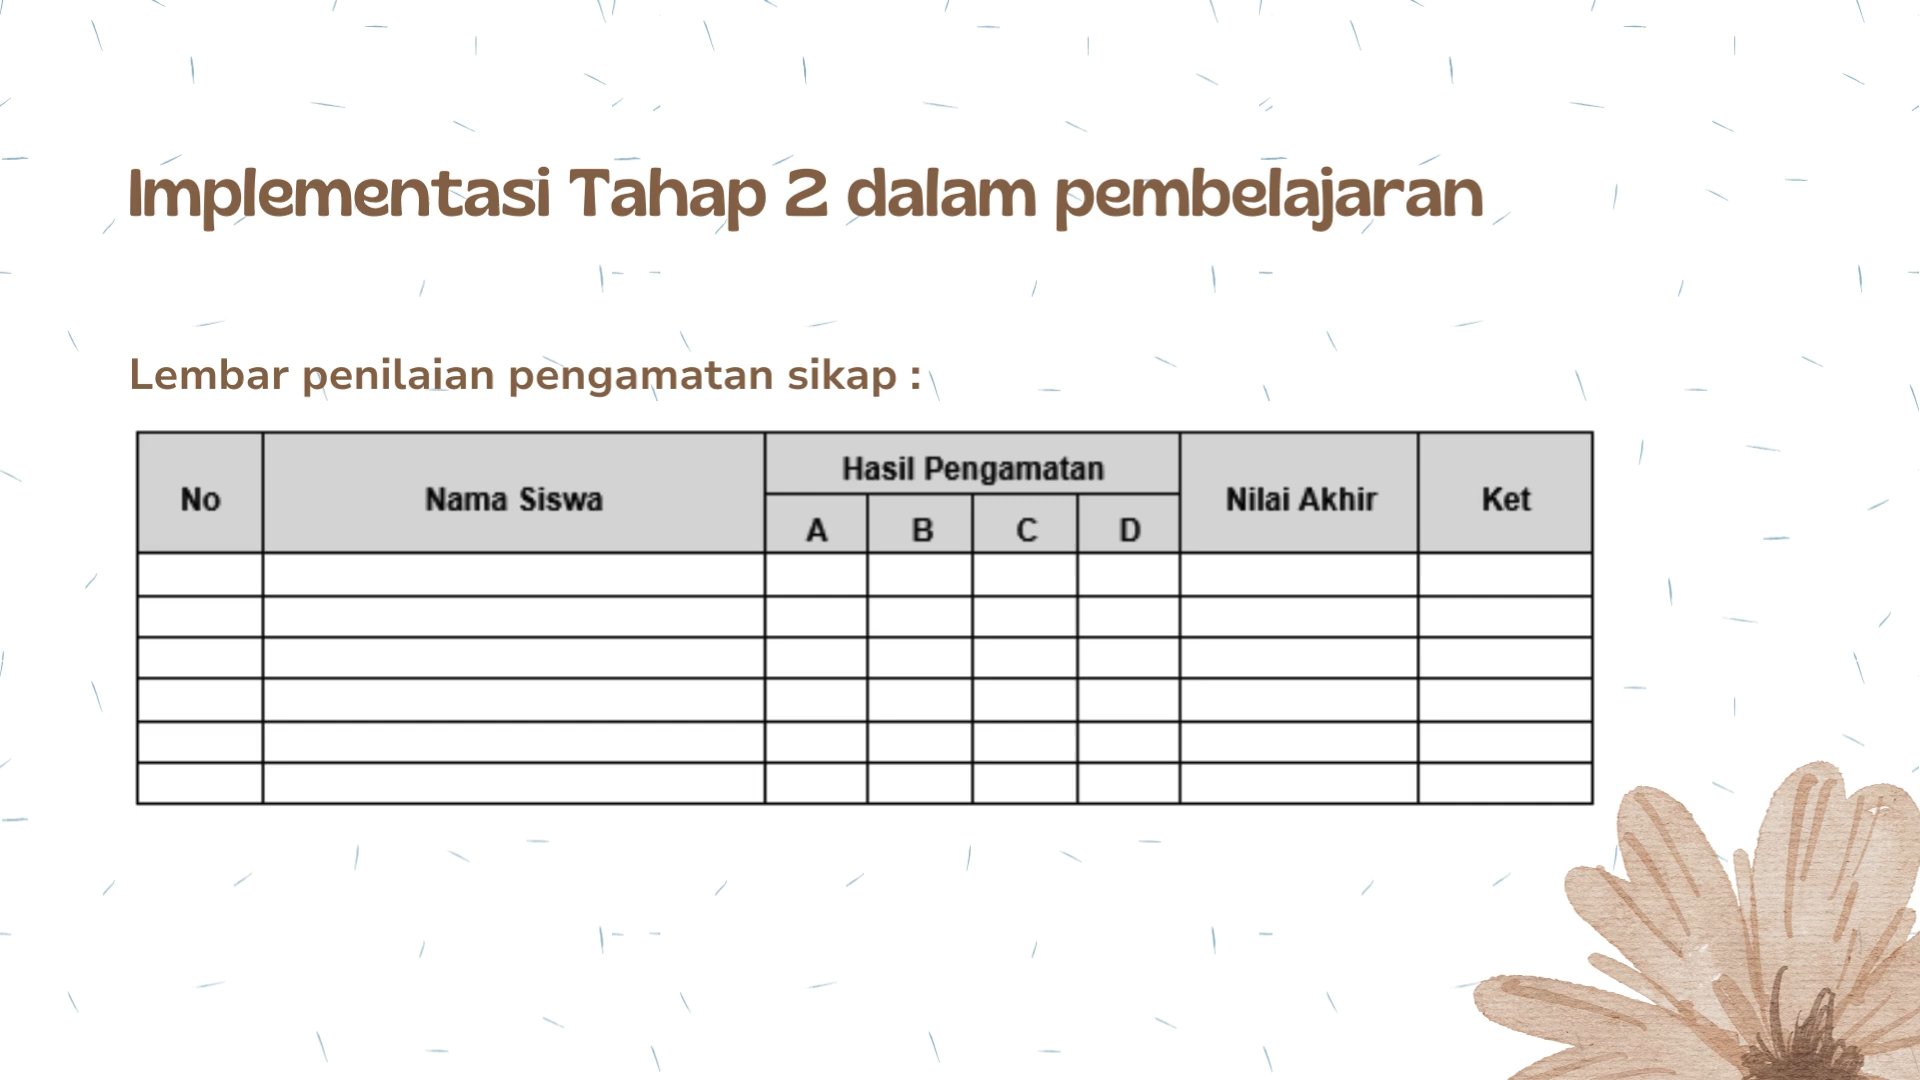 Implementasi Tahap 2 dalam pembelajaran
Lembar penilaian pengamatan sikap :
No Nama Siswa Hasil Pengamatan Nilai Akhir Ket
A B C D